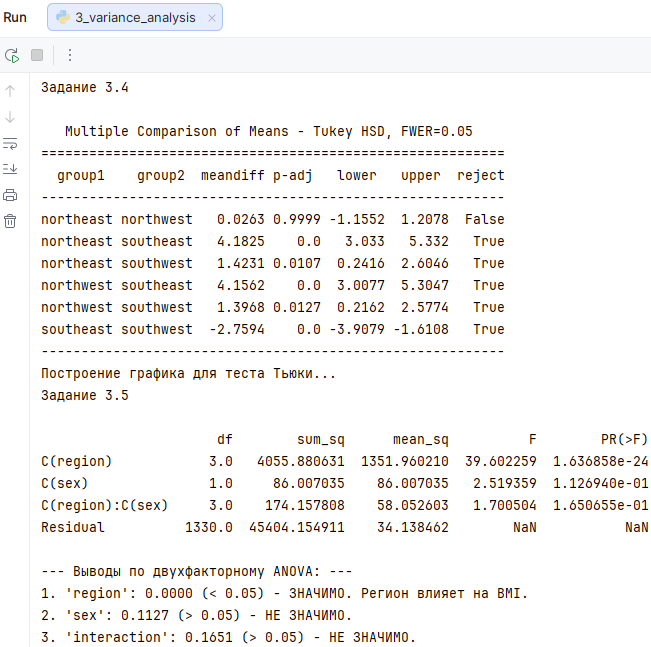 Run 3_variance_analysis
Задание 3.4
Multiple Comparison of Means - Tukey HSD, FWER=0.05
=========================================================
group1 group2 meandiff p-adj lower upper reject
---------------------------------------------------------
northeast northwest 0.0263 0.9999 -1.1552 1.2078 False
northeast southeast 4.1825 0.0 3.033 5.332 True
northeast southwest 1.4231 0.0107 0.2416 2.6046 True
northwest southeast 4.1562 0.0 3.0077 5.3047 True
northwest southwest 1.3968 0.0127 0.2162 2.5774 True
southeast southwest -2.7594 0.0 -3.9079 -1.6108 True
---------------------------------------------------------
Построение графика для теста Тьюки...
Задание 3.5
df sum_sq mean_sq F PR(>F)
C(region) 3.0 4055.880631 1351.960210 39.602259 1.636858e-24
C(sex) 1.0 86.007035 86.007035 2.519359 1.126940e-01
C(region):C(sex) 3.0 174.157808 58.052603 1.700504 1.650655e-01
Residual 1330.0 45404.154911 34.138462 NaN NaN
--- Выводы по двухфакторному ANOVA: ---
1. 'region': 0.0000 (< 0.05) - ЗНАЧИМО. Регион влияет на BMI.
2. 'sex': 0.1127 (> 0.05) - НЕ ЗНАЧИМО.
3. 'interaction': 0.1651 (> 0.05) - НЕ ЗНАЧИМО.